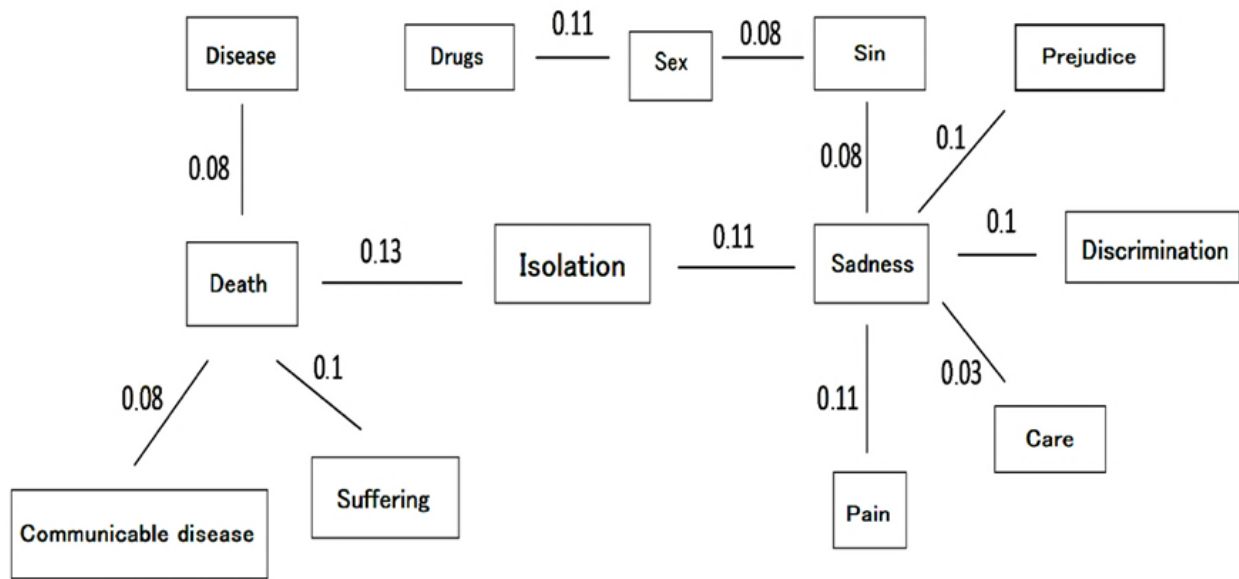 0.11
0.08
Disease
Drugs
Sex
Sin
Prejudice
0.08
0.08
0.1
0.13
0.11
0.1
Death
Isolation
Sadness
Discrimination
0.08
0.1
0.11
0.03
Care
Communicable disease
Suffering
Pain